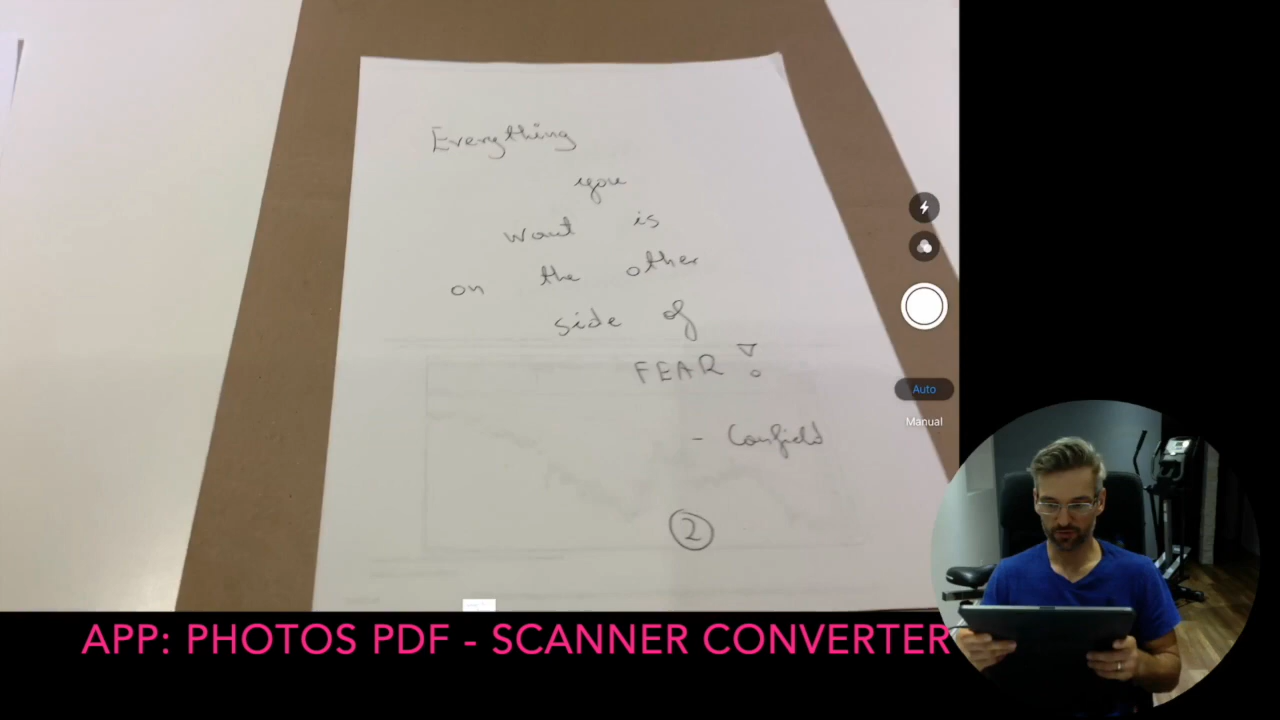 Everything
you
want is
on the other
side of
FEAR!
- Canfield
2
Auto
Manual
APP: PHOTOS PDF - SCANNER CONVERTER